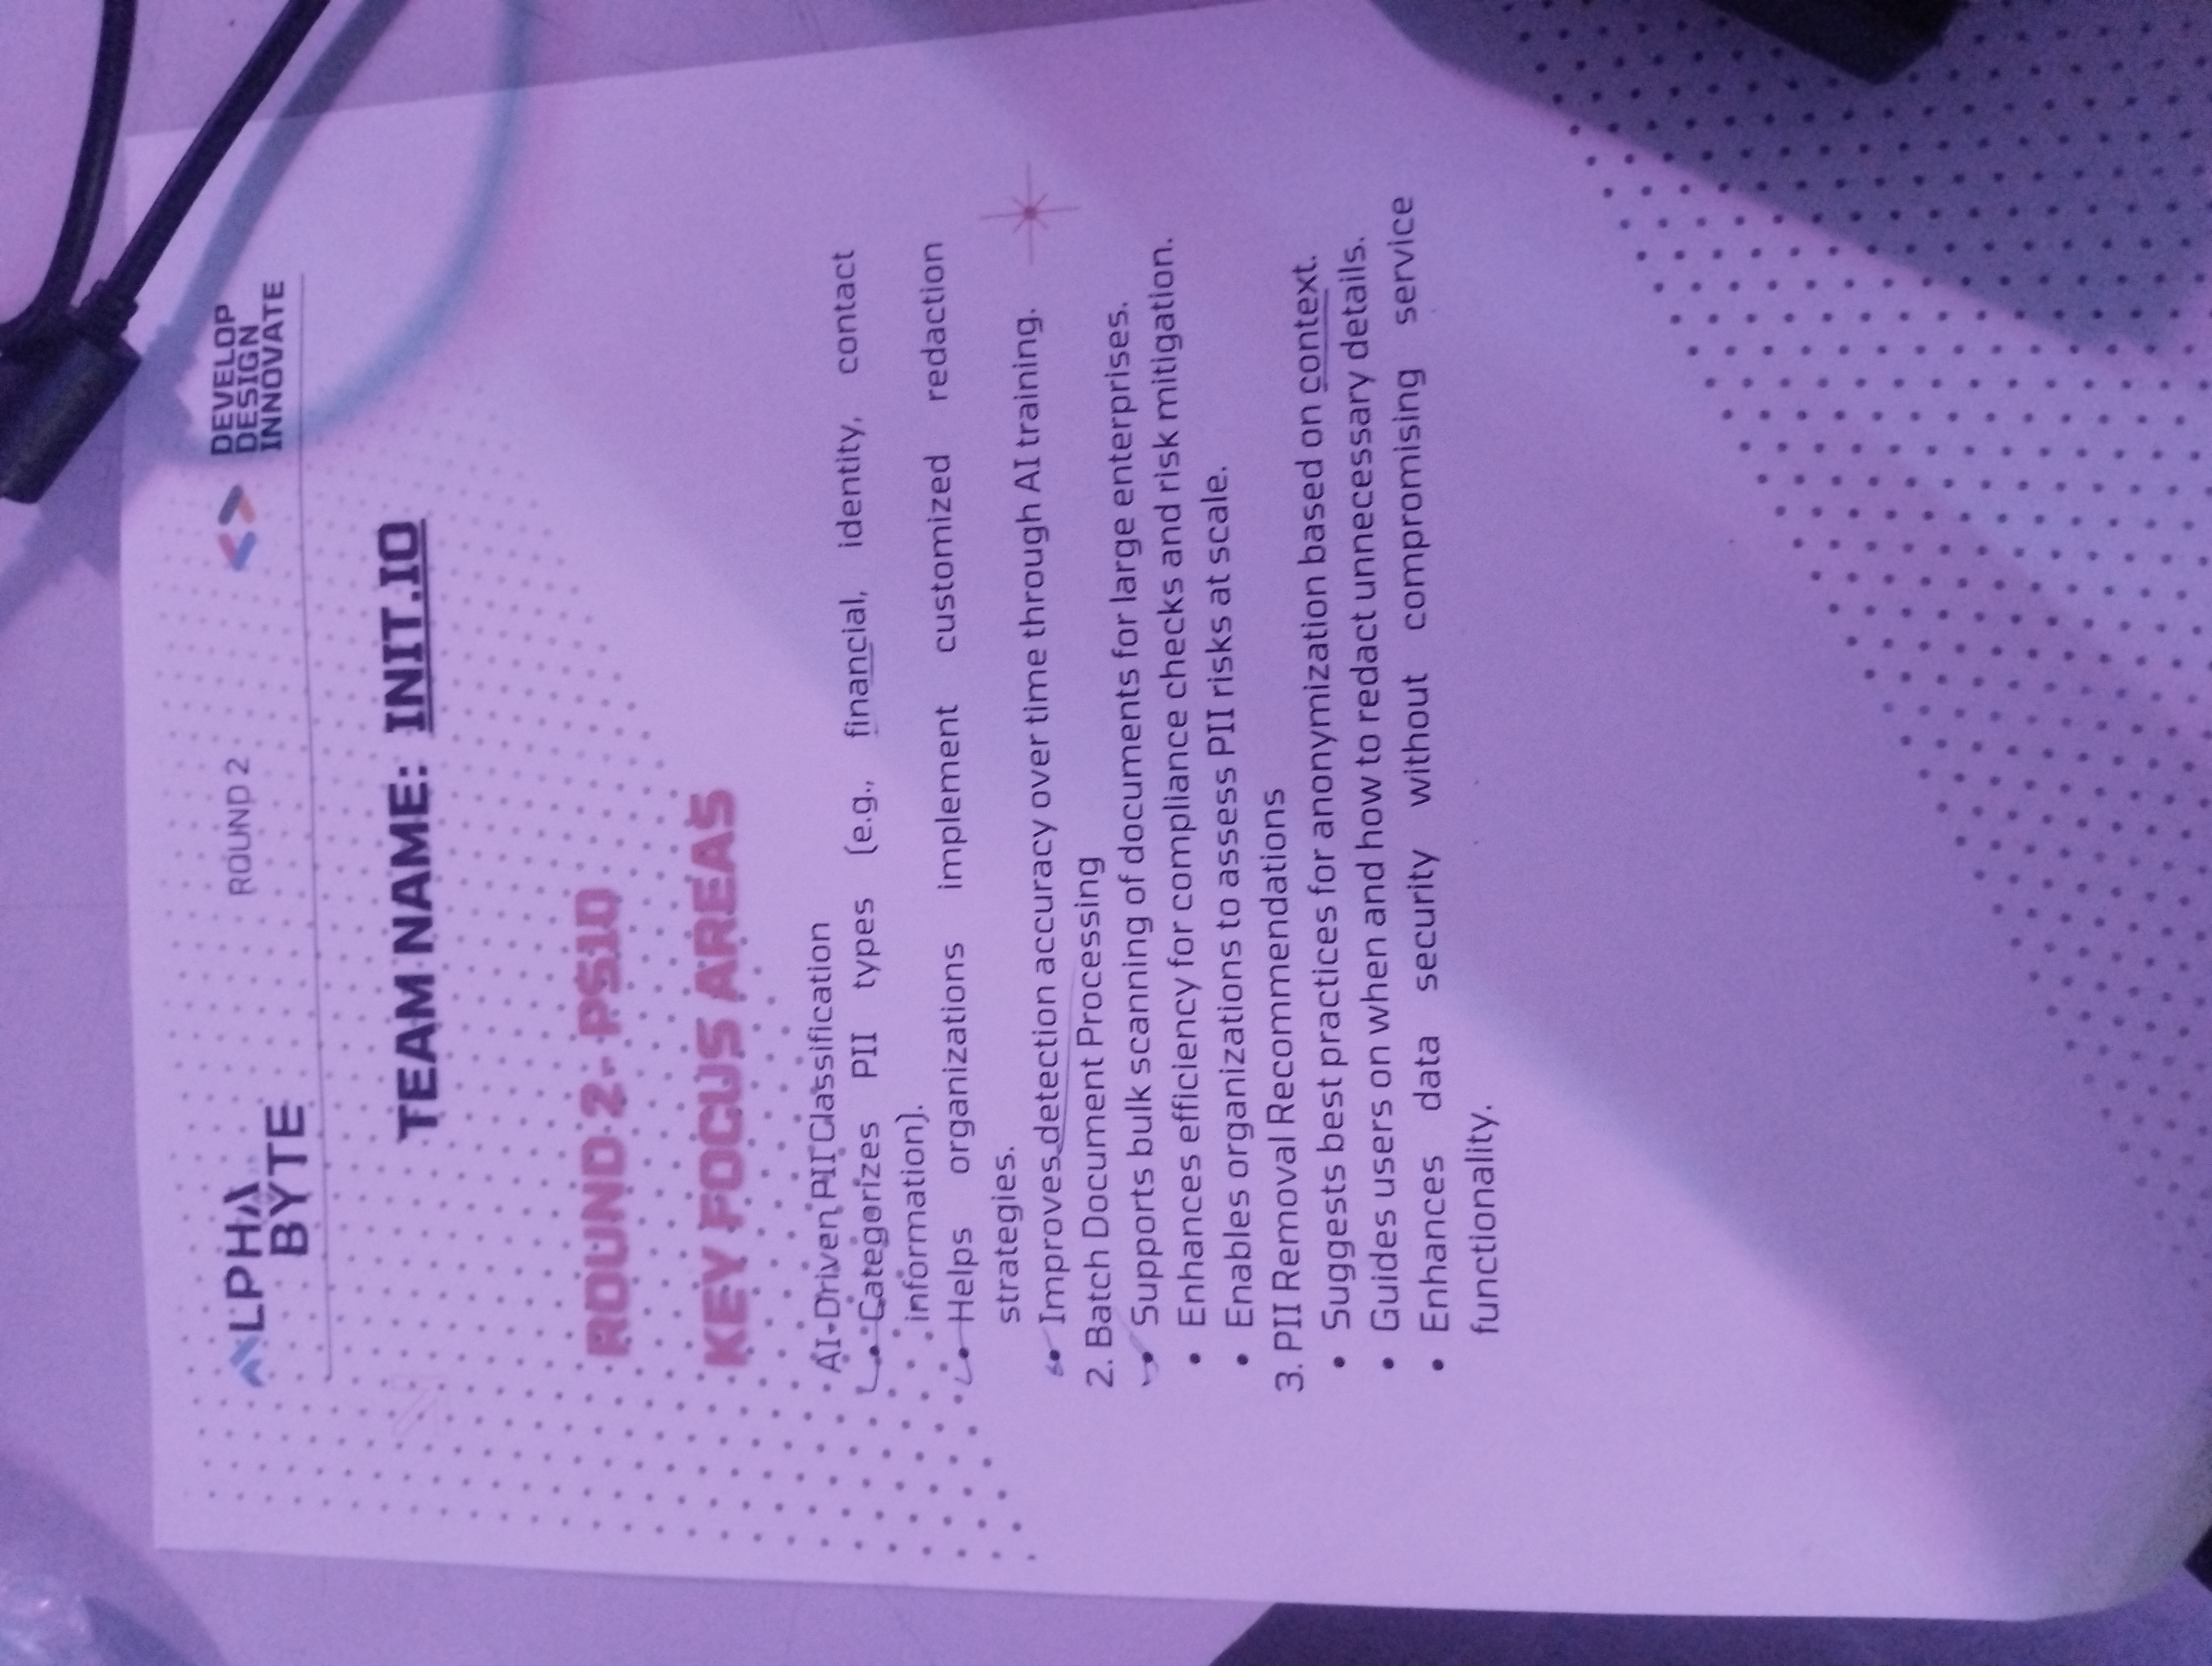 ALPHA
BYTE
ROUND 2
DEVELOP
DESIGN
INNOVATE
TEAM NAME: INIT.IO
ROUND 2 - PS10
KEY FOCUS AREAS
AI-Driven PII Classification
• Categorizes PII types (e.g., financial, identity, contact
information).
• Helps organizations implement customized redaction
strategies.
• Improves detection accuracy over time through AI training.
2. Batch Document Processing
• Supports bulk scanning of documents for large enterprises.
• Enhances efficiency for compliance checks and risk mitigation.
• Enables organizations to assess PII risks at scale.
3. PII Removal Recommendations
• Suggests best practices for anonymization based on context.
• Guides users on when and how to redact unnecessary details.
• Enhances data security without compromising service
functionality.